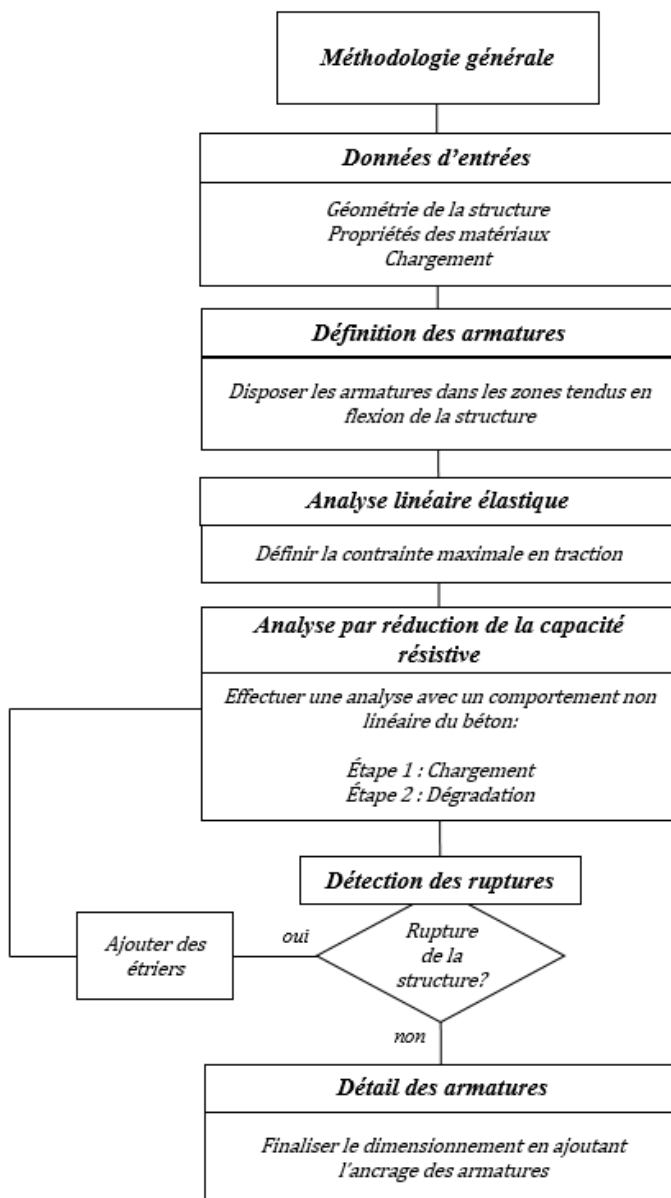 Méthodologie générale
Données d'entrées
Géométrie de la structure
Propriétés des matériaux
Chargement
Définition des armatures
Disposer les armatures dans les zones tendus en
flexion de la structure
Analyse linéaire élastique
Définir la contrainte maximale en traction
Analyse par réduction de la capacité
résistive
Effectuer une analyse avec un comportement non
linéaire du béton:
Étape 1 : Chargement
Étape 2 : Dégradation
Détection des ruptures
Ajouter des
étriers
oui
Rupture
de la
structure?
non
Détail des armatures
Finaliser le dimensionnement en ajoutant
l'ancrage des armatures